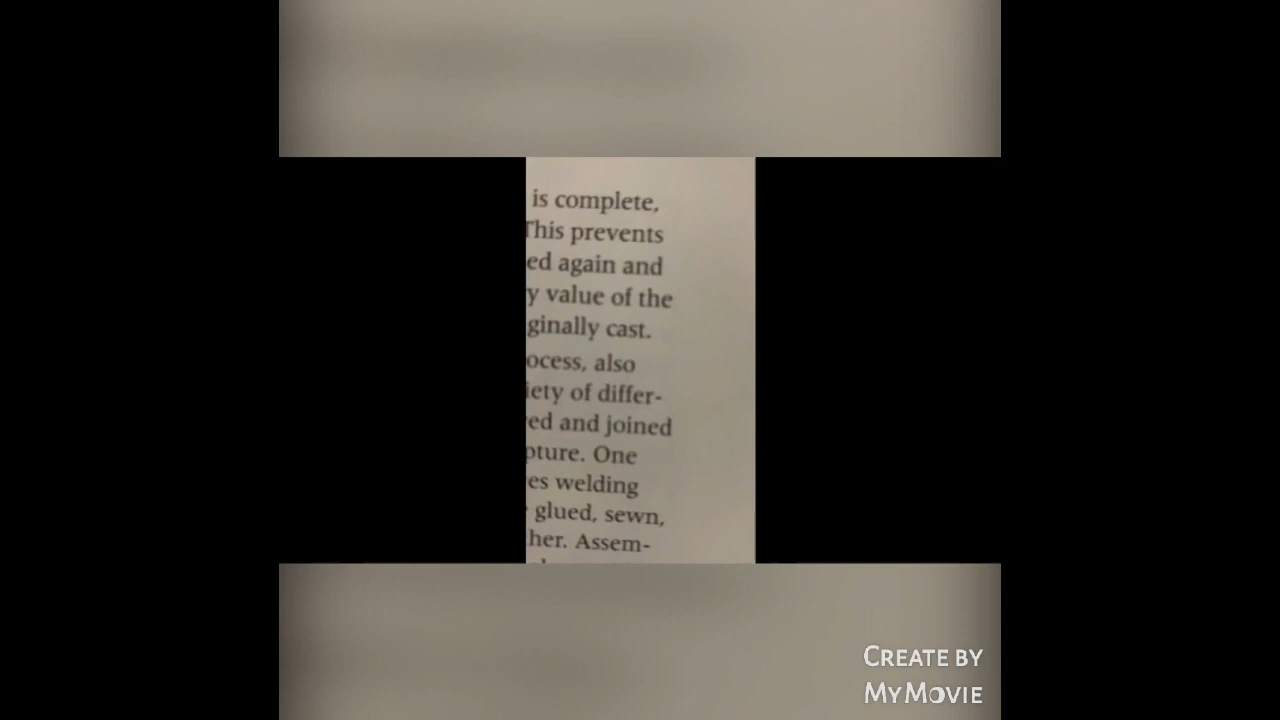 is complete,
This prevents
ed again and
y value of the
ginally cast.
ocess, also
iety of differ-
ed and joined
pture. One
es welding
glued, sewn,
her. Assem-
CREATE BY
MYMOVIE